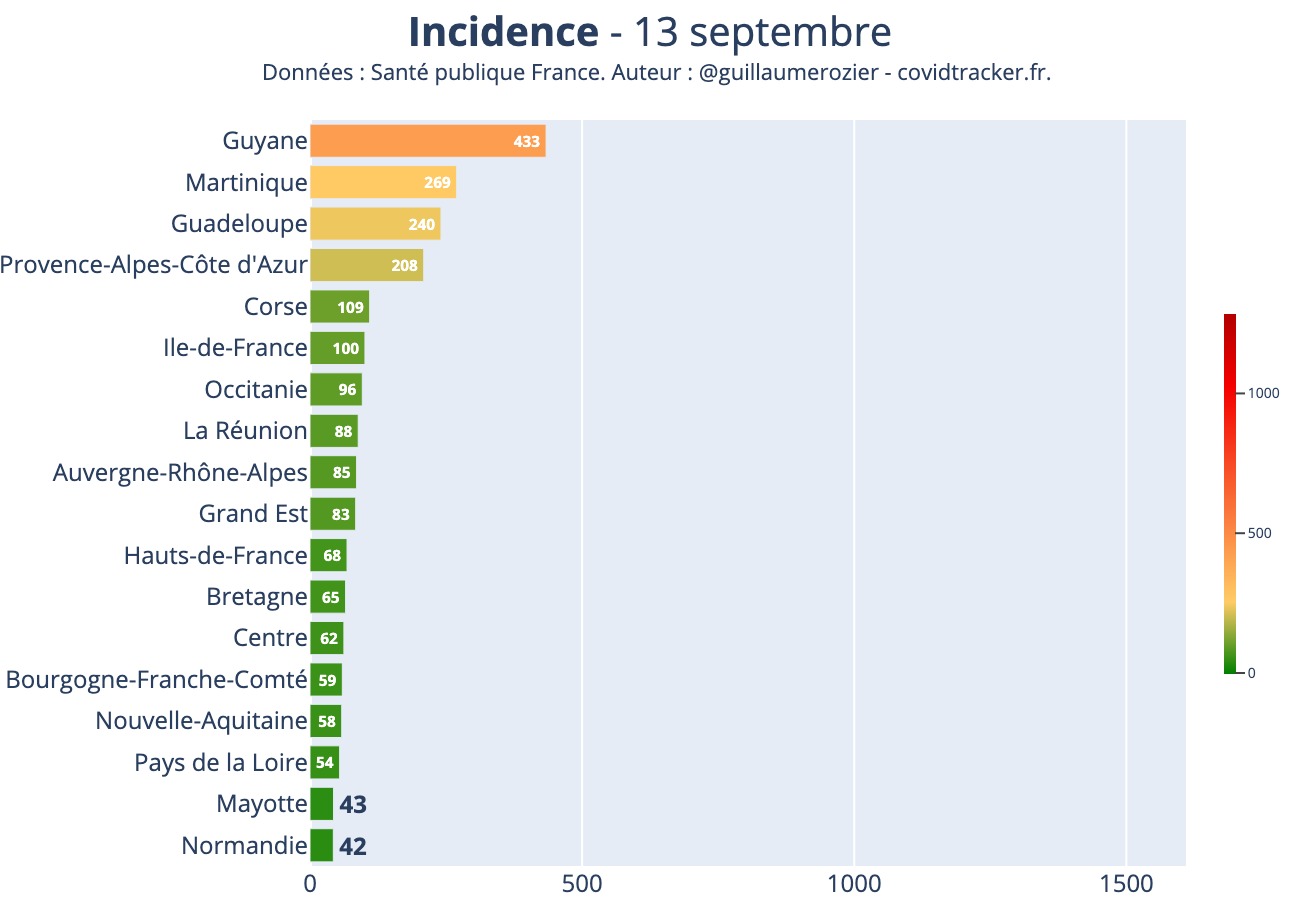 Incidence - 13 septembre
Données : Santé publique France. Auteur : @guillaumerozier - covidtracker.fr.
Guyane 433
Martinique 269
Guadeloupe 240
Provence-Alpes-Côte d'Azur 208
Corse 109
Ile-de-France 100
Occitanie 96
La Réunion 88
Auvergne-Rhône-Alpes 85
Grand Est 83
Hauts-de-France 68
Bretagne 65
Centre 62
Bourgogne-Franche-Comté 59
Nouvelle-Aquitaine 58
Pays de la Loire 54
Mayotte 43
Normandie 42
0 500 1000 1500
1000
500
0